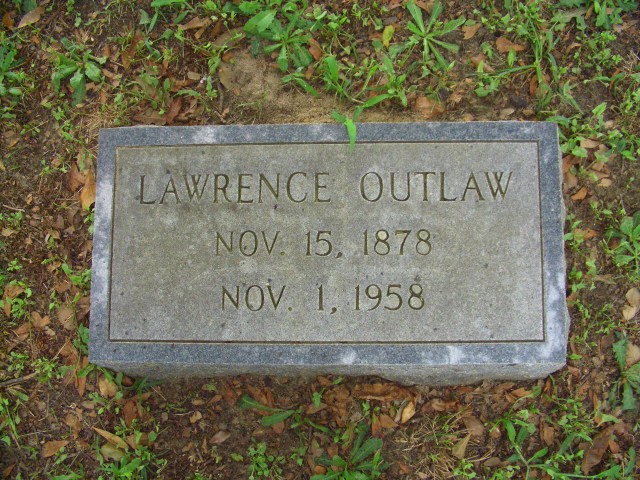 LAWRENCE OUTLAW
NOV. 15, 1878
NOV. 1, 1958